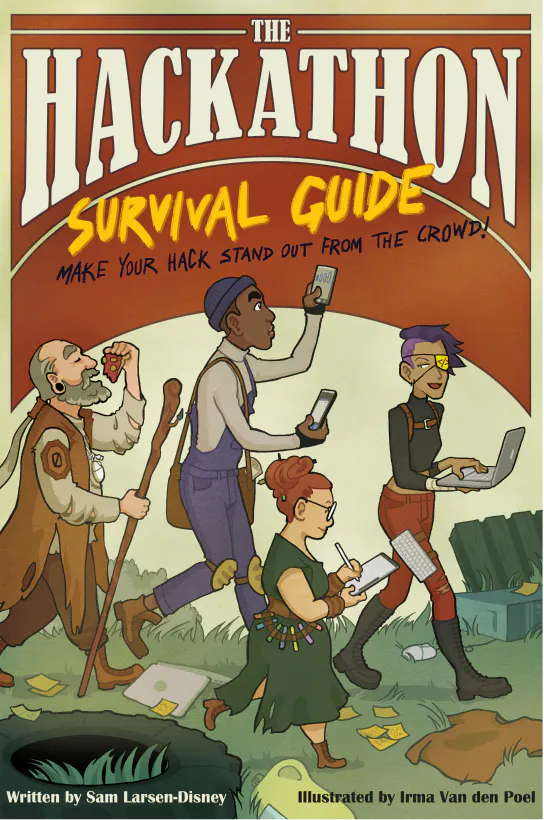 THE
HACKATHON
SURVIVAL GUIDE
MAKE YOUR HACK STAND OUT FROM THE CROWD!
Written by Sam Larsen-Disney
Illustrated by Irma Van den Poel